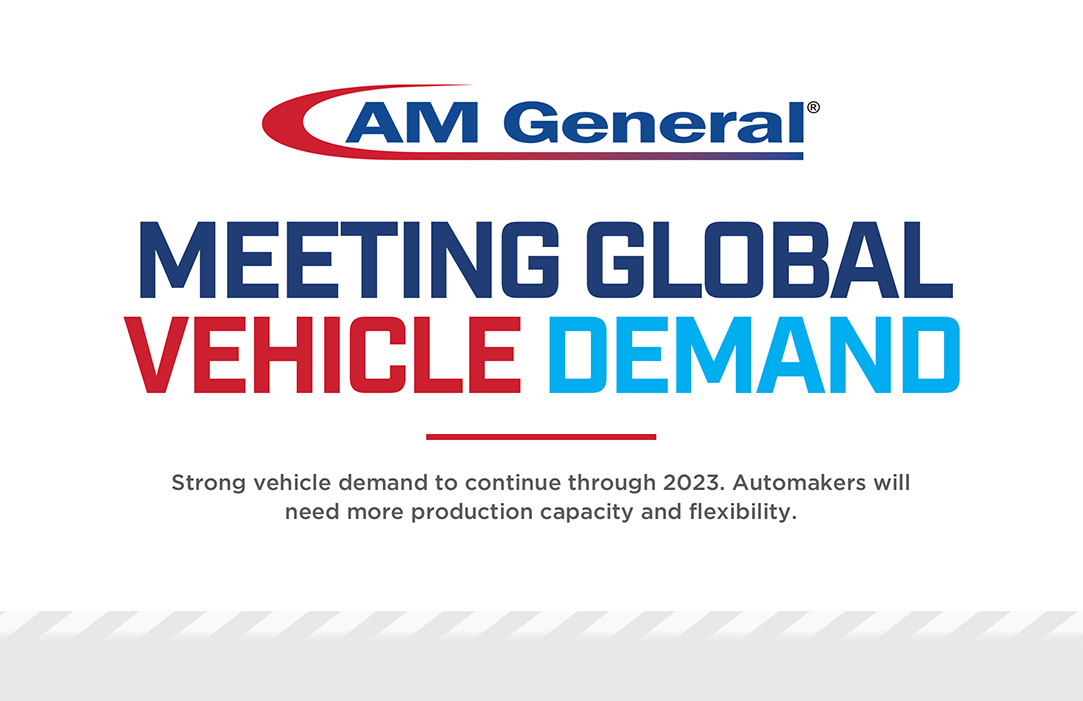 AM General®
MEETING GLOBAL
VEHICLE DEMAND
Strong vehicle demand to continue through 2023. Automakers will
need more production capacity and flexibility.